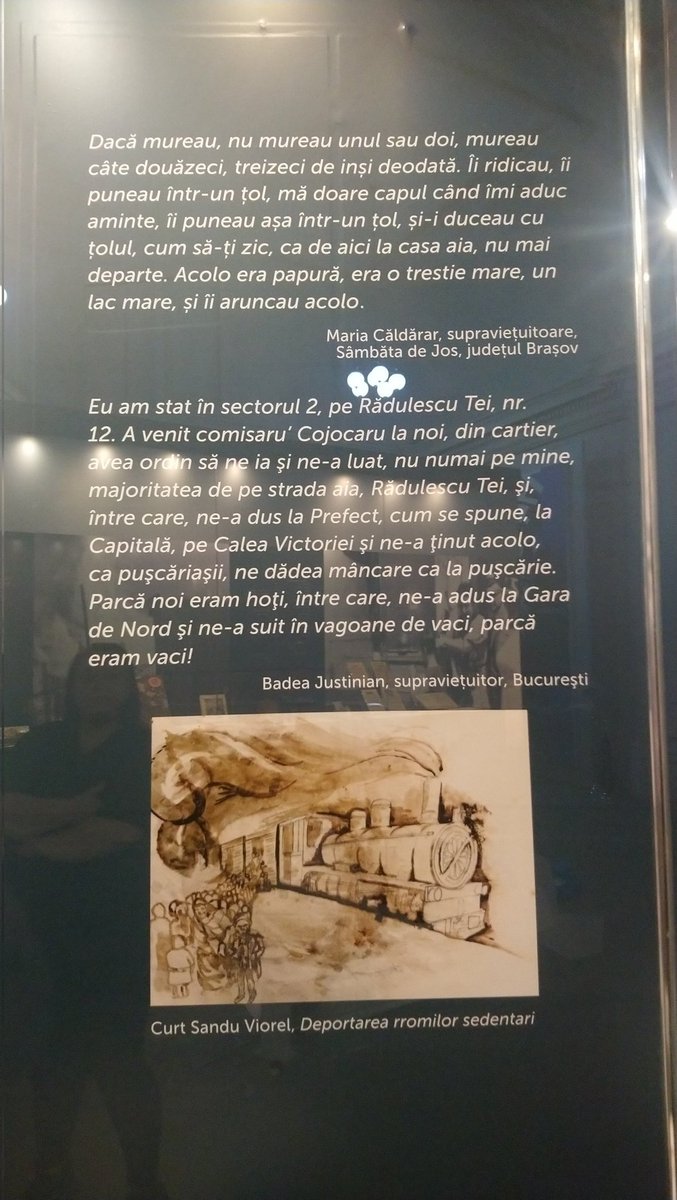 Dacă mureau, nu mureau unul sau doi, mureau
câte douăzeci, treizeci de inși deodată. Îi ridicau, îi
puneau într-un țol, mă doare capul când îmi aduc
aminte, îi puneau așa într-un țol, și-i duceau cu
țolul, cum să-ți zic, ca de aici la casa aia, nu mai
departe. Acolo era papură, era o trestie mare, un
lac mare, și îi aruncau acolo.
Maria Căldărar, supraviețuitoare,
Sâmbăta de Jos, județul Brașov
Eu am stat în sectorul 2, pe Rădulescu Tei, nr.
12. A venit comisaru’ Cojocaru la noi, din cartier,
avea ordin să ne ia şi ne-a luat, nu numai pe mine,
majoritatea de pe strada aia, Rădulescu Tei, şi,
între care, ne-a dus la Prefect, cum se spune, la
Capitală, pe Calea Victoriei şi ne-a ţinut acolo,
ca puşcăriaşii, ne dădea mâncare ca la puşcărie.
Parcă noi eram hoţi, între care, ne-a adus la Gara
de Nord şi ne-a suit în vagoane de vaci, parcă
eram vaci!
Badea Justinian, supravieţuitor, Bucureşti
Curt Sandu Viorel, Deportarea rromilor sedentari